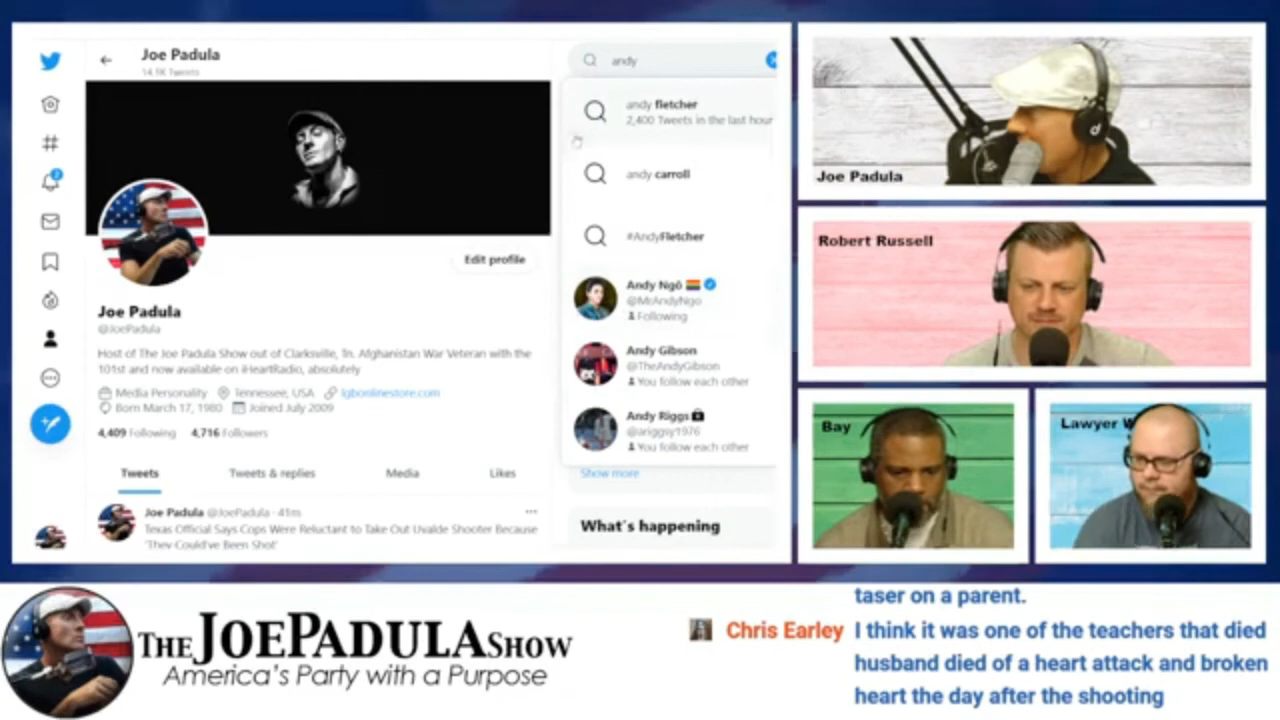 Joe Padula
14.1K Tweets
Edit profile
Joe Padula
@JoePadula
Host of The Joe Padula Show out of Clarksville, Tn. Afghanistan War Veteran with the
101st and now available on iHeartRadio, absolutely
Media Personality Tennessee, USA lgbonlinestore.com
Born March 17, 1980 Joined July 2009
4,409 Following 4,716 Followers
Tweets Tweets & replies Media Likes
Joe Padula @JoePadula · 41m
Texas Official Says Cops Were Reluctant to Take Out Uvalde Shooter Because
'They Could've Been Shot'
andy
andy fletcher
2,400 Tweets in the last hour
andy carroll
#AndyFletcher
Andy Ngô
@MrAndyNgo
Following
Andy Gibson
@TheAndyGibson
You follow each other
Andy Riggs
@ariggsy1976
You follow each other
Show more
What's happening
Joe Padula
Robert Russell
Bay
Lawyer W
THE JOEPADULA SHOW
America's Party with a Purpose
taser on a parent.
Chris Earley I think it was one of the teachers that died
husband died of a heart attack and broken
heart the day after the shooting